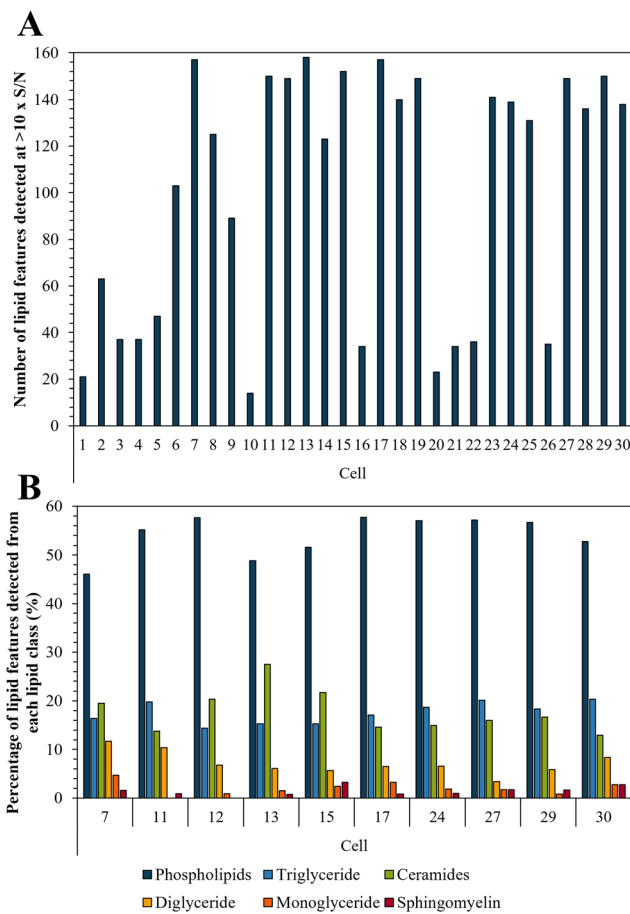 A
Number of lipid features detected at >10 x S/N
160
140
120
100
80
60
40
20
0
1 2 3 4 5 6 7 8 9 10 11 12 13 14 15 16 17 18 19 20 21 22 23 24 25 26 27 28 29 30
Cell
B
Percentage of lipid features detected from
each lipid class (%)
60
50
40
30
20
10
0
7 11 12 13 15 17 24 27 29 30
Cell
Phospholipids Triglyceride Ceramides
Diglyceride Monoglyceride Sphingomyelin